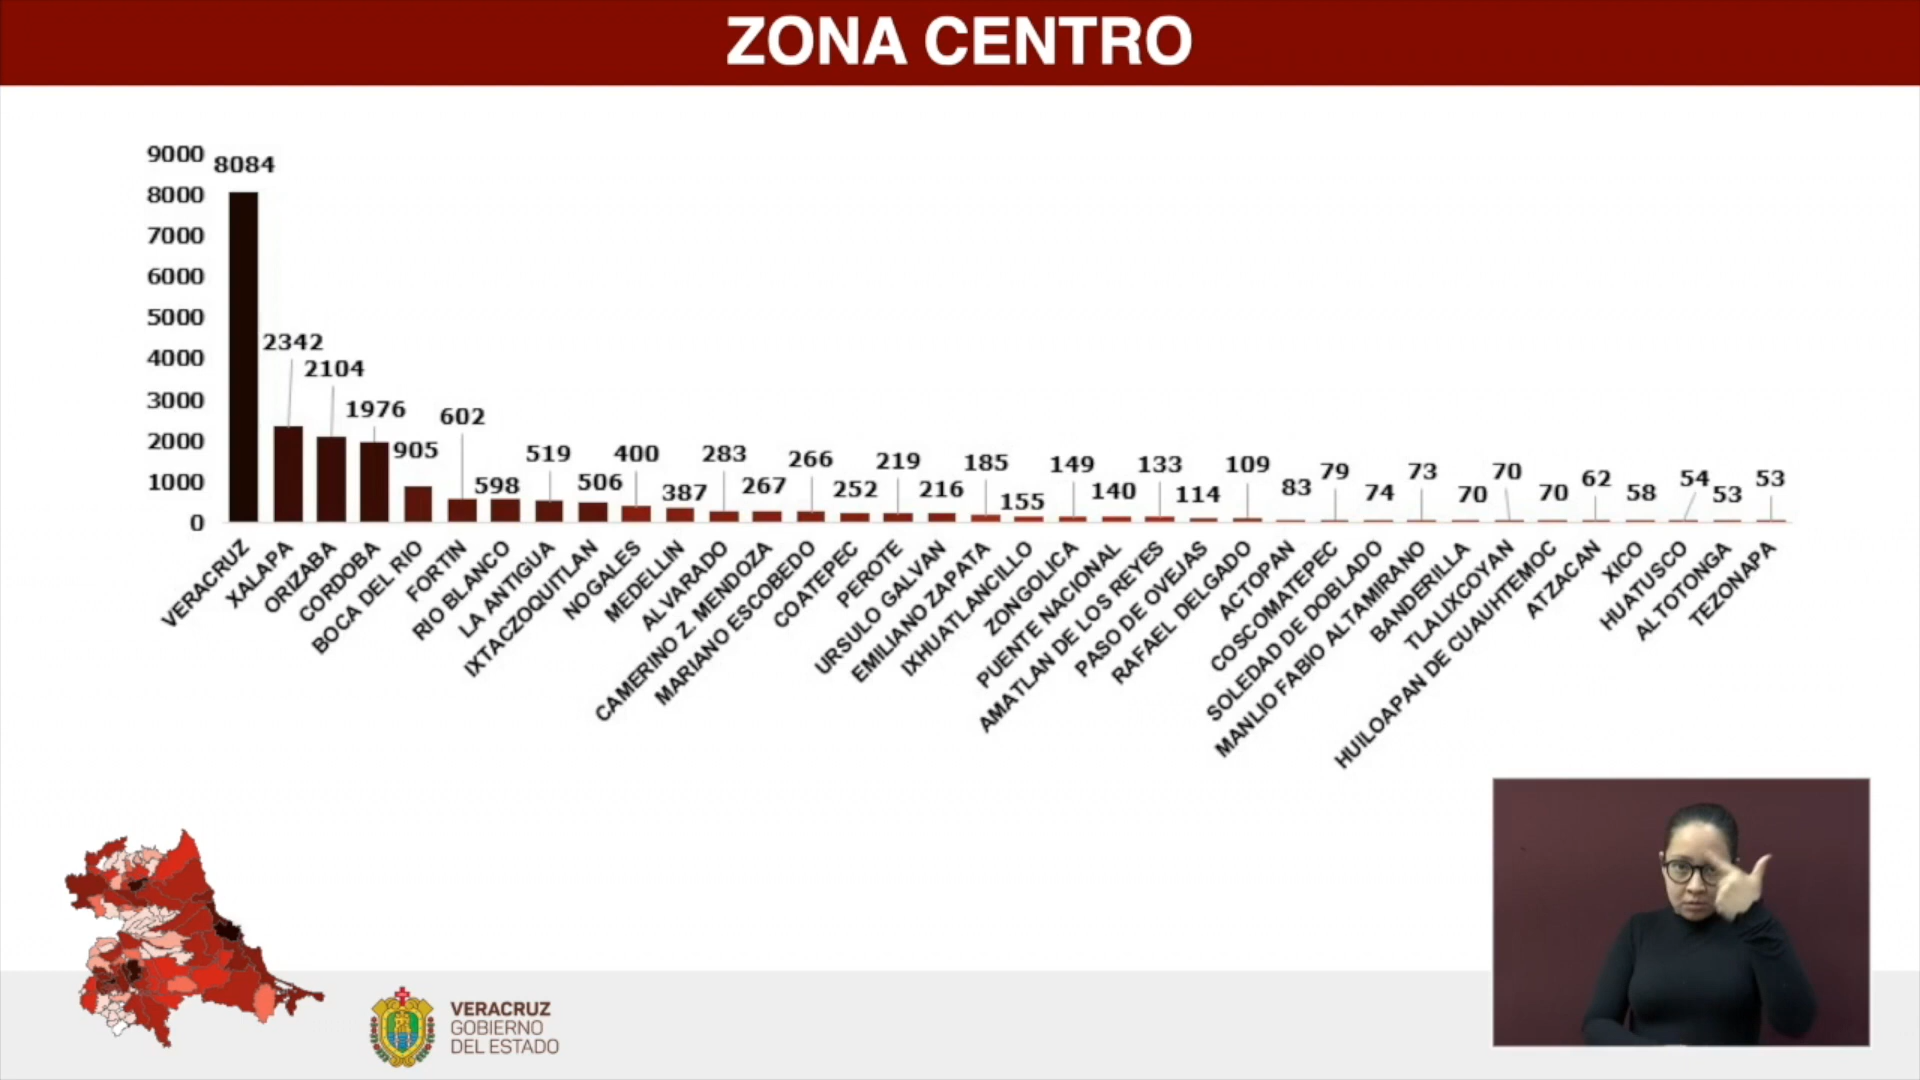 ZONA CENTRO
9000
8000
7000
6000
5000
4000
3000
2000
1000
0
8084
2342
2104
1976
905
602
598
519
506
400
387
283
267
266
252
219
216
185
155
149
140
133
114
109
83
79
74
73
70
70
70
62
58
54
53
53
VERACRUZ
XALAPA
ORIZABA
CORDOBA
BOCA DEL RIO
FORTIN
RIO BLANCO
LA ANTIGUA
IXTACZOQUITLAN
NOGALES
MEDELLIN
ALVARADO
CAMERINO Z. MENDOZA
MARIANO ESCOBEDO
COATEPEC
PEROTE
URSULO GALVAN
EMILIANO ZAPATA
IXHUATLANCILLO
ZONGOLICA
PUENTE NACIONAL
AMATLAN DE LOS REYES
PASO DE OVEJAS
RAFAEL DELGADO
ACTOPAN
COSCOMATEPEC
SOLEDAD DE DOBLADO
MANLIO FABIO ALTAMIRANO
BANDERILLA
TLALIXCOYAN
HUILOAPAN DE CUAUHTEMOC
ATZACAN
XICO
HUATUSCO
ALTOTONGA
TEZONAPA
VERACRUZ
GOBIERNO
DEL ESTADO